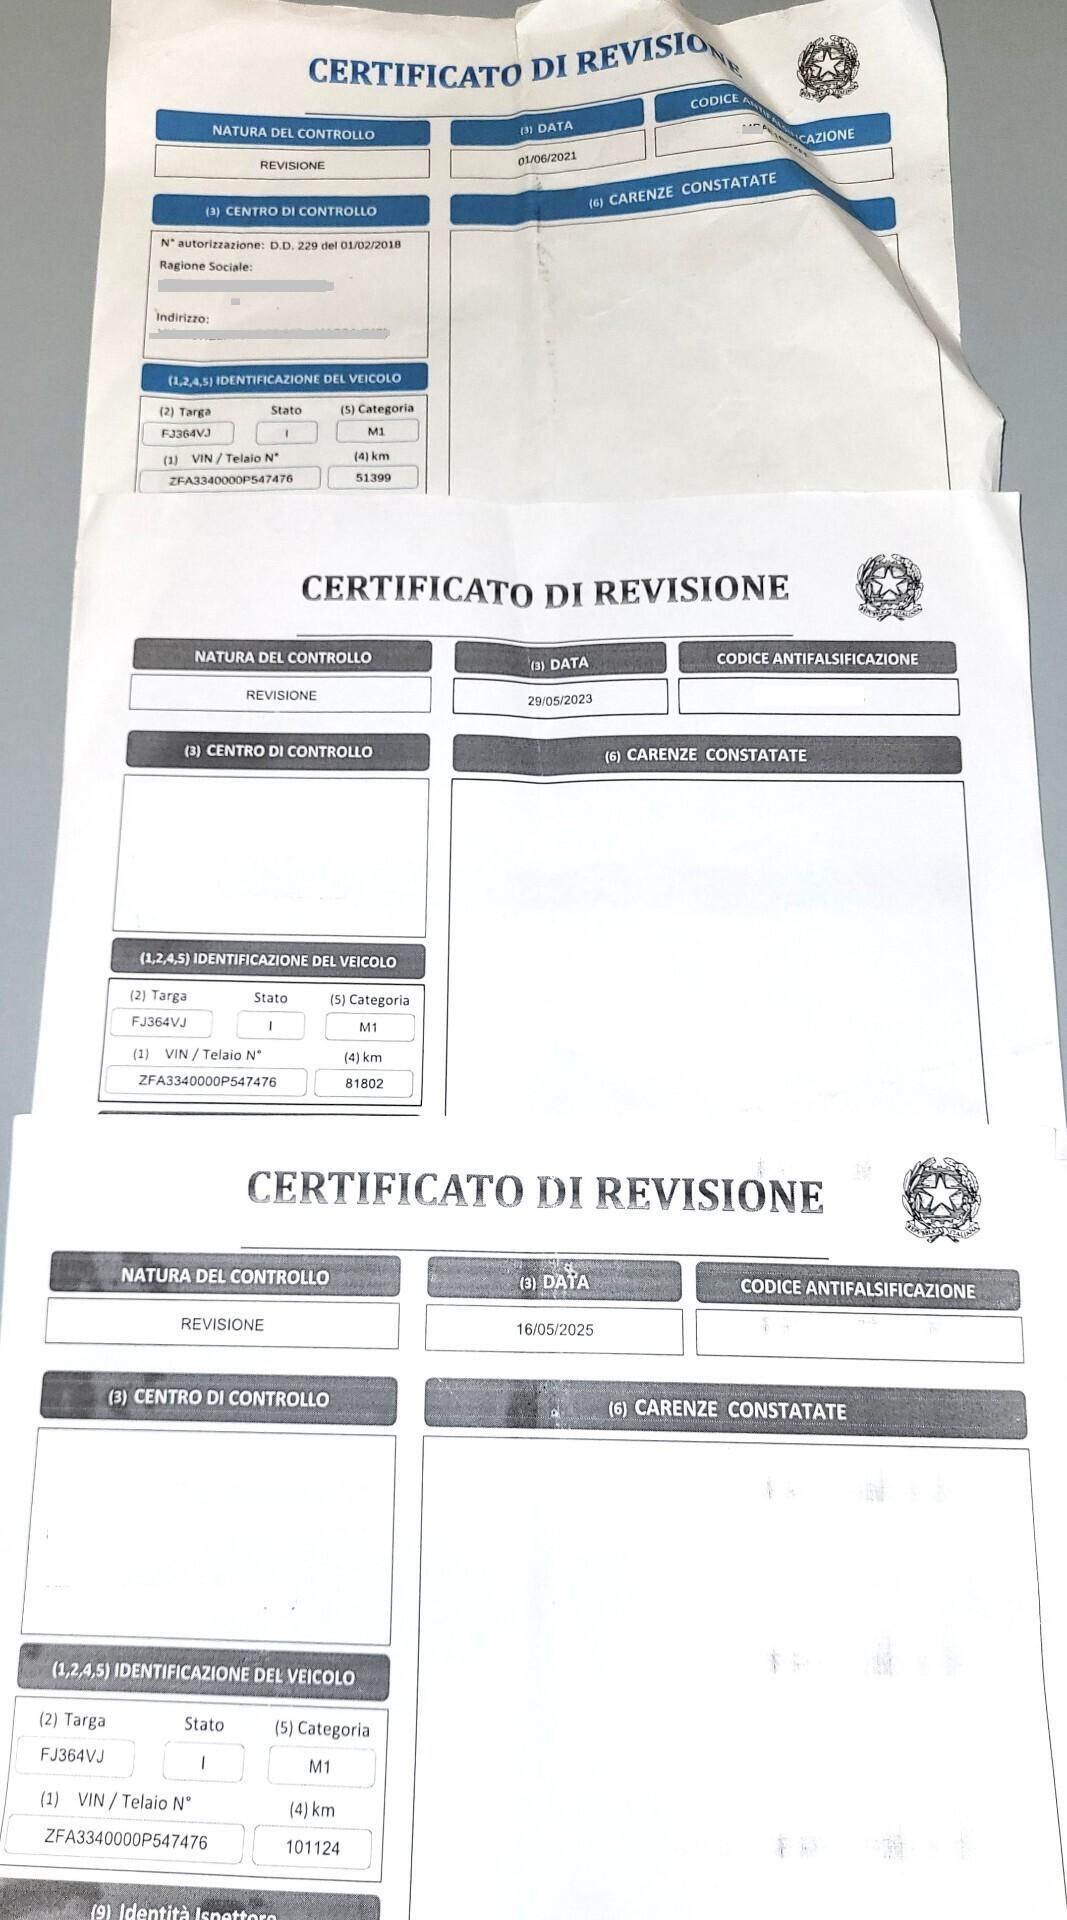 CERTIFICATO DI REVISIONE
NATURA DEL CONTROLLO
(3) DATA
CODICE ANTIFALSIFICAZIONE
REVISIONE
01/06/2021
(3) CENTRO DI CONTROLLO
(6) CARENZE CONSTATATE
N° autorizzazione: D.D. 229 del 01/02/2018
Ragione Sociale:
Indirizzo:
(1,2,4,5) IDENTIFICAZIONE DEL VEICOLO
(2) Targa Stato (5) Categoria
FJ364VJ I M1
(1) VIN / Telaio N° (4) km
ZFA3340000P547476 51399
CERTIFICATO DI REVISIONE
NATURA DEL CONTROLLO
(3) DATA
CODICE ANTIFALSIFICAZIONE
REVISIONE
29/05/2023
(3) CENTRO DI CONTROLLO
(6) CARENZE CONSTATATE
(1,2,4,5) IDENTIFICAZIONE DEL VEICOLO
(2) Targa Stato (5) Categoria
FJ364VJ I M1
(1) VIN / Telaio N° (4) km
ZFA3340000P547476 81802
CERTIFICATO DI REVISIONE
NATURA DEL CONTROLLO
(3) DATA
CODICE ANTIFALSIFICAZIONE
REVISIONE
16/05/2025
(3) CENTRO DI CONTROLLO
(6) CARENZE CONSTATATE
(1,2,4,5) IDENTIFICAZIONE DEL VEICOLO
(2) Targa Stato (5) Categoria
FJ364VJ I M1
(1) VIN / Telaio N° (4) km
ZFA3340000P547476 101124
(9) Identità Ispettore